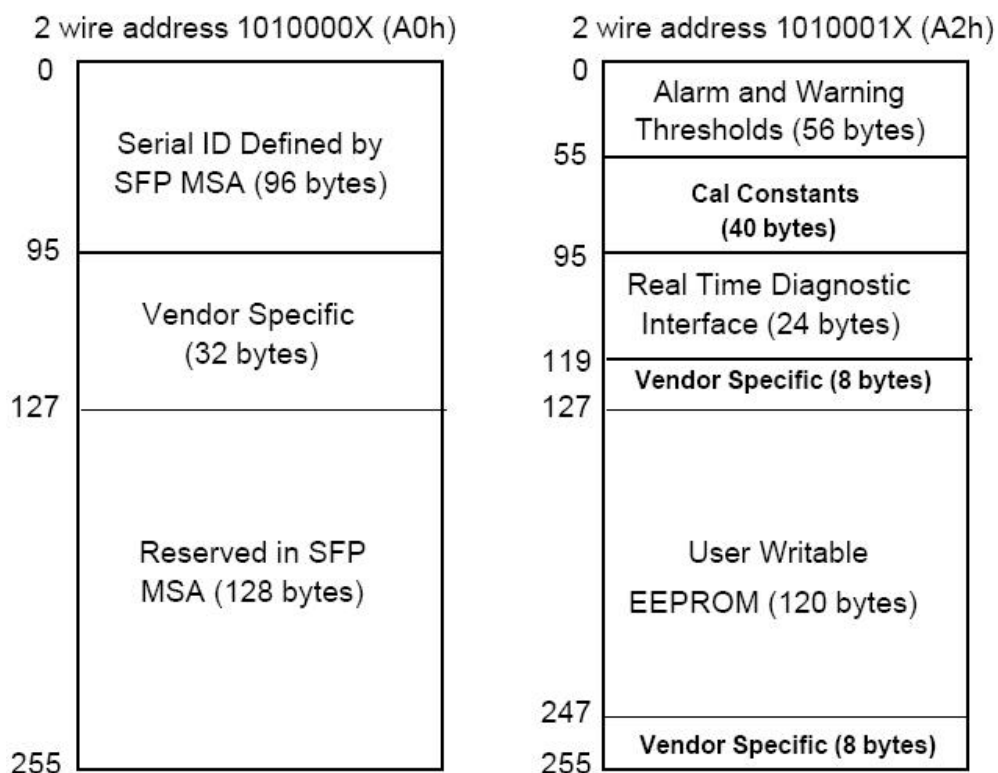 2 wire address 1010000X (A0h)
0
Serial ID Defined by
SFP MSA (96 bytes)
95
Vendor Specific
(32 bytes)
127
Reserved in SFP
MSA (128 bytes)
255
2 wire address 1010001X (A2h)
0
Alarm and Warning
Thresholds (56 bytes)
55
Cal Constants
(40 bytes)
95
Real Time Diagnostic
Interface (24 bytes)
119
Vendor Specific (8 bytes)
127
User Writable
EEPROM (120 bytes)
247
Vendor Specific (8 bytes)
255